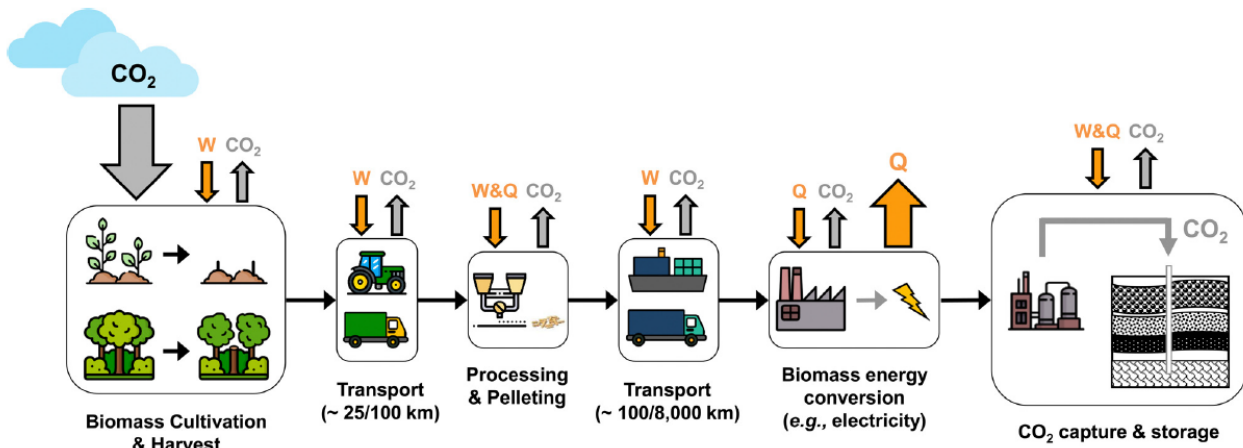 CO₂
W CO₂
W CO₂
W&Q CO₂
W CO₂
Q CO₂
Q
W&Q CO₂
CO₂
Biomass Cultivation
& Harvest
Transport
(~ 25/100 km)
Processing
& Pelleting
Transport
(~ 100/8,000 km)
Biomass energy
conversion
(e.g., electricity)
CO₂ capture & storage